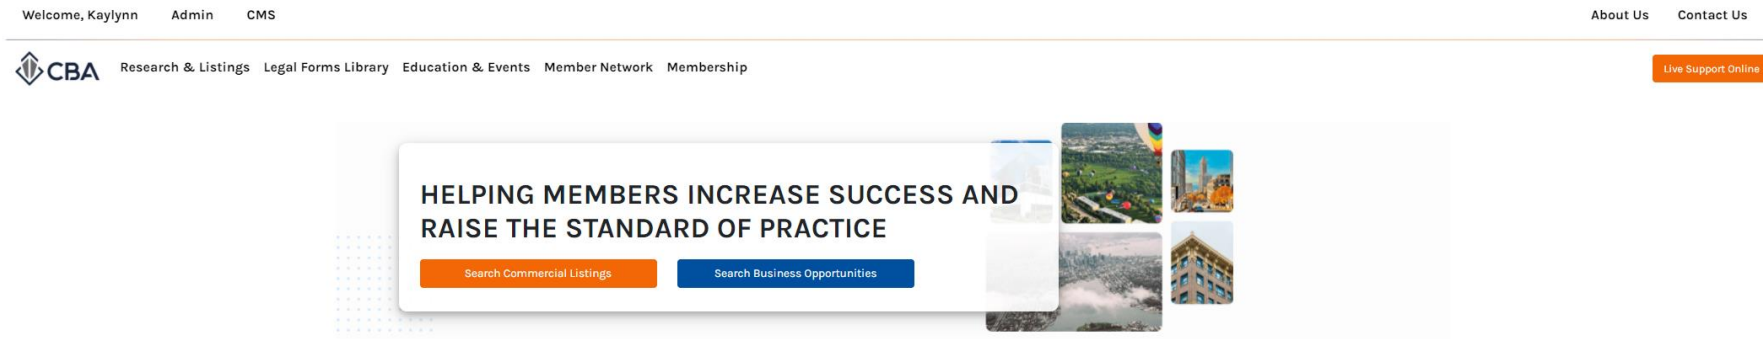 Welcome, Kaylynn Admin CMS About Us Contact Us
CBA Research & Listings Legal Forms Library Education & Events Member Network Membership Live Support Online
HELPING MEMBERS INCREASE SUCCESS AND
RAISE THE STANDARD OF PRACTICE
Search Commercial Listings Search Business Opportunities